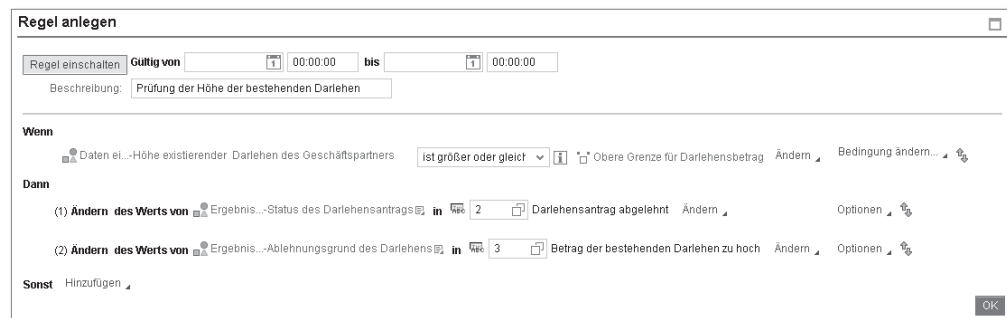 Regel anlegen
Regel einschalten Gültig von 00:00:00 bis 00:00:00
Beschreibung: Prüfung der Höhe der bestehenden Darlehen
Wenn
Daten ei...-Höhe existierender Darlehen des Geschäftspartners ist größer oder gleich Obere Grenze für Darlehensbetrag Ändern Bedingung ändern...
Dann
(1) Ändern des Werts von Ergebnis...-Status des Darlehensantrags in 2 Darlehensantrag abgelehnt Ändern Optionen
(2) Ändern des Werts von Ergebnis...-Ablehnungsgrund des Darlehens in 3 Betrag der bestehenden Darlehen zu hoch Ändern Optionen
Sonst Hinzufügen
OK